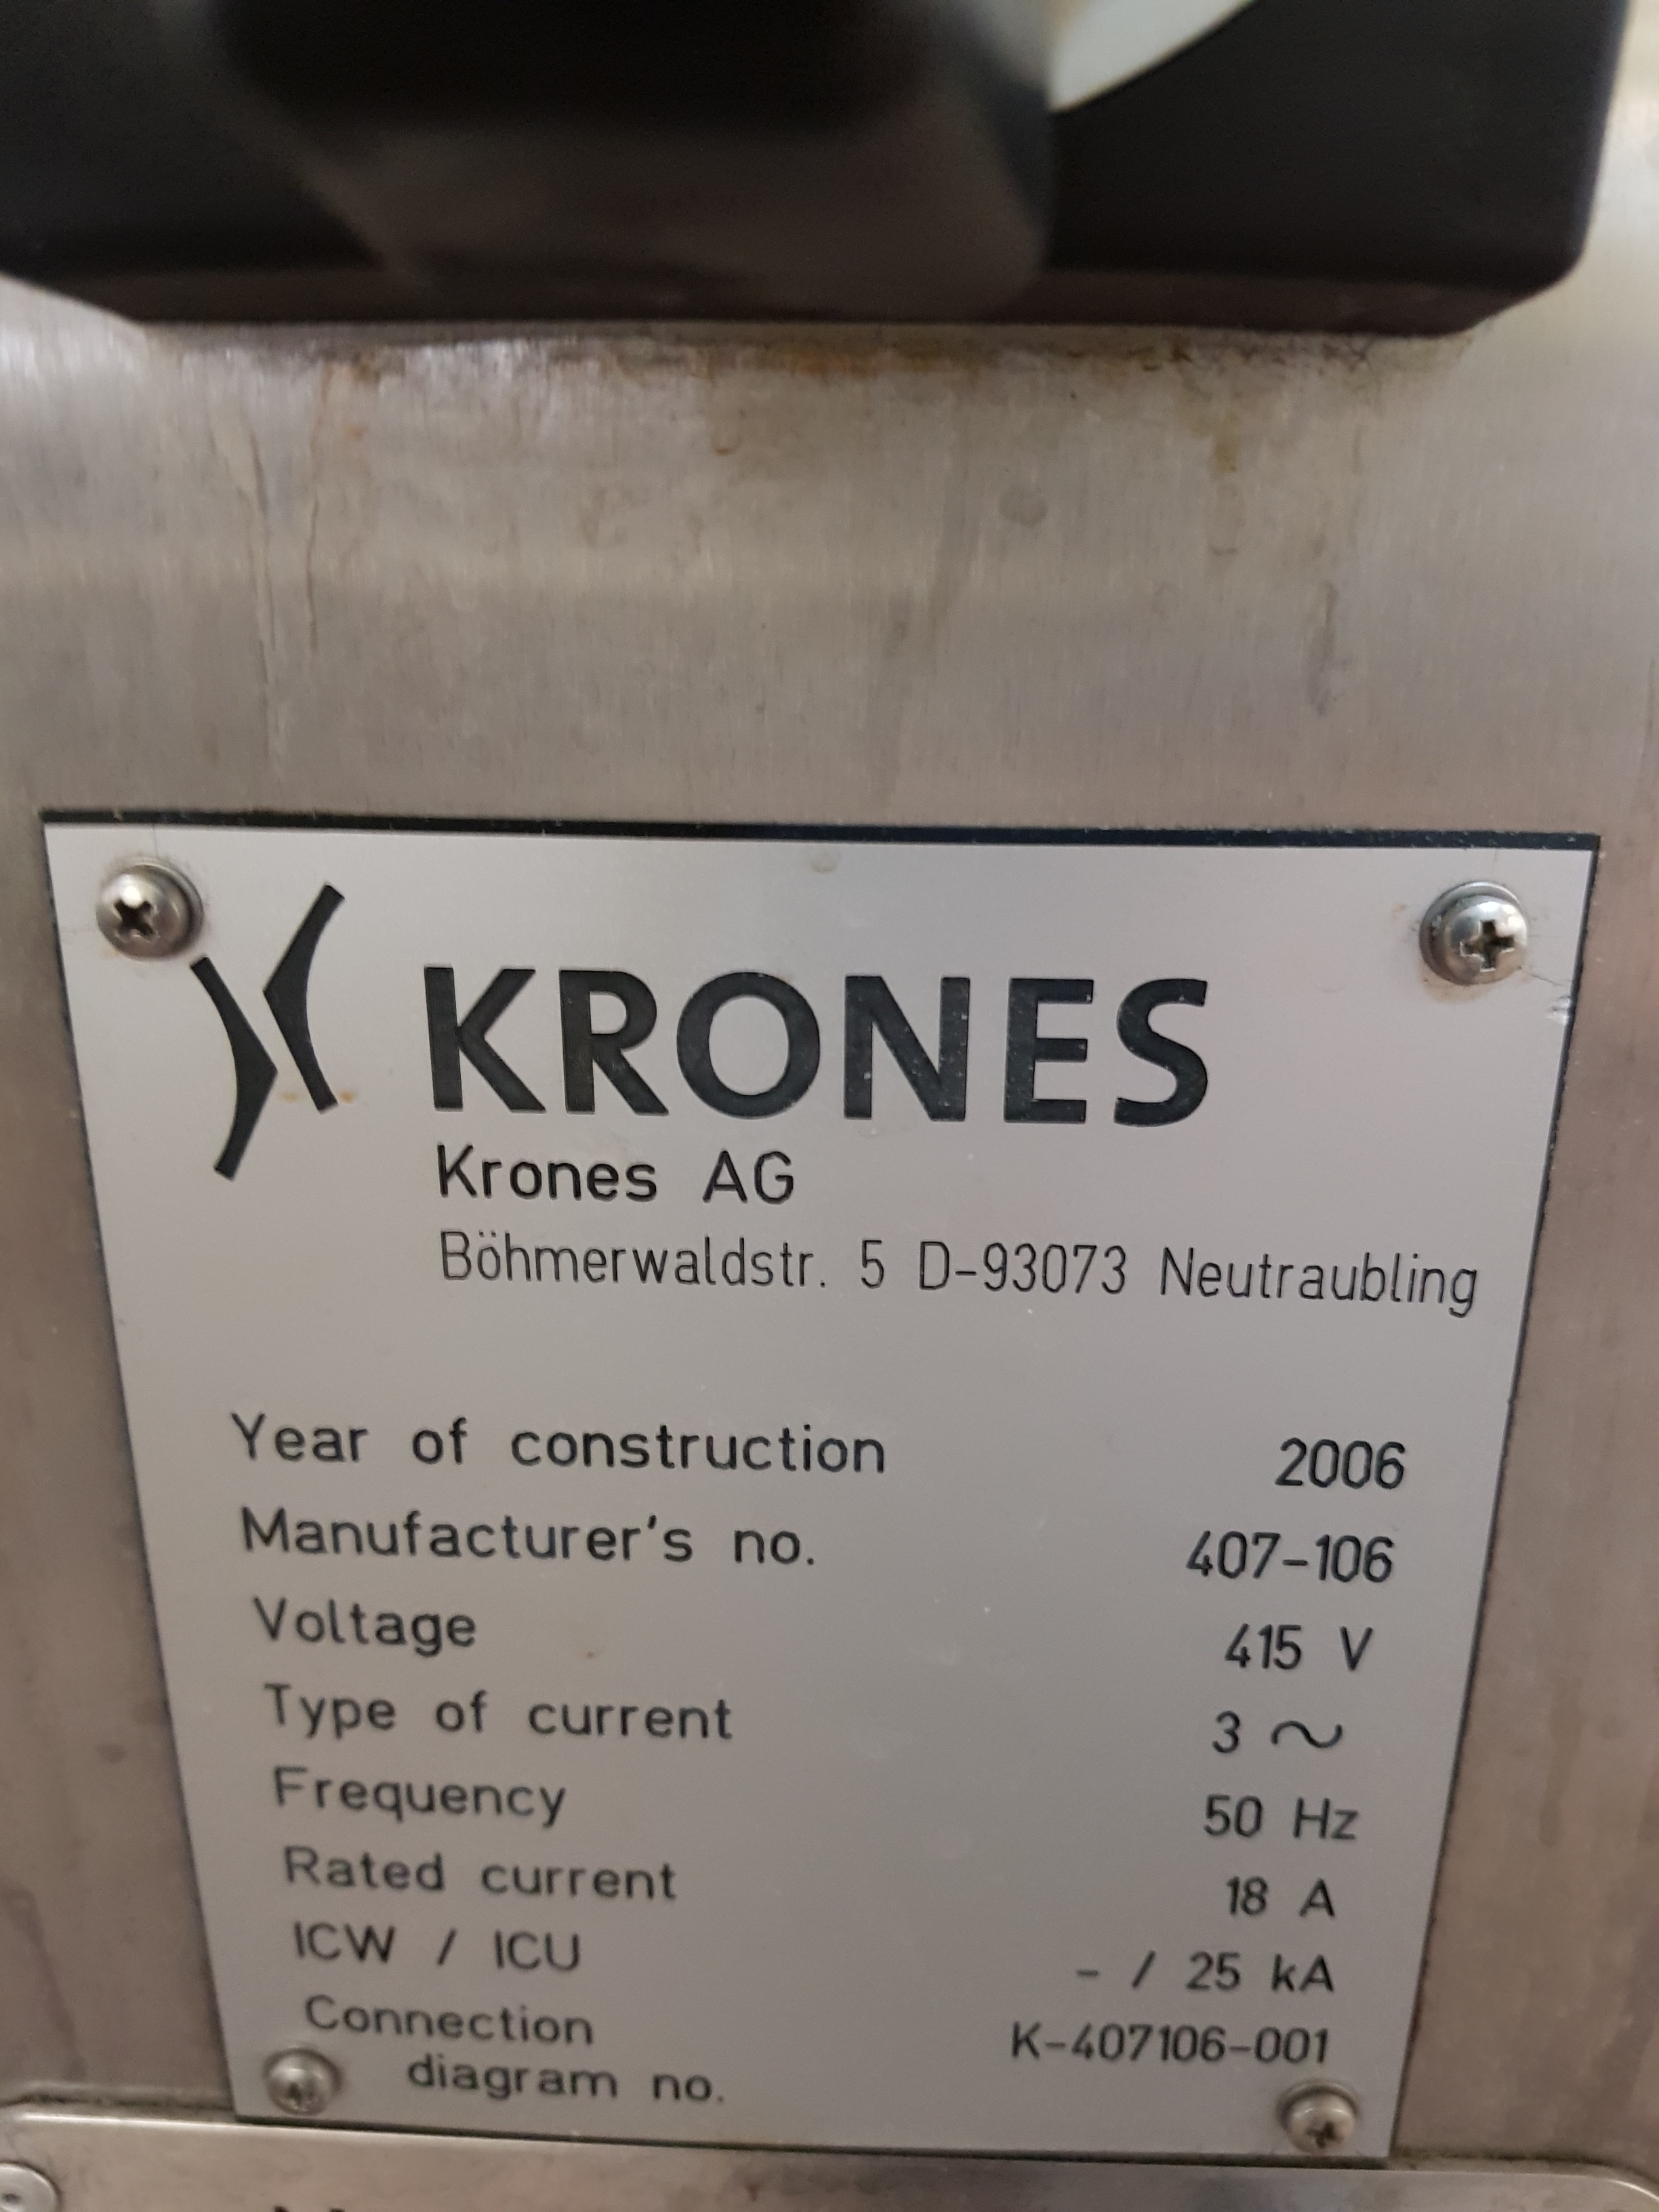 KRONES
Krones AG
Böhmerwaldstr. 5 D-93073 Neutraubling
Year of construction 2006
Manufacturer's no. 407-106
Voltage 415 V
Type of current 3 ~
Frequency 50 Hz
Rated current 18 A
ICW / ICU - / 25 kA
Connection K-407106-001
diagram no.